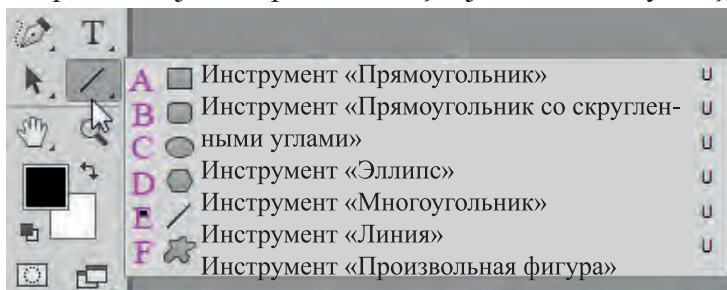 T
A Инструмент «Прямоугольник» U
B Инструмент «Прямоугольник со скруглен- U
C ными углами» U
D Инструмент «Эллипс» U
E Инструмент «Многоугольник» U
F Инструмент «Линия» U
Инструмент «Произвольная фигура»